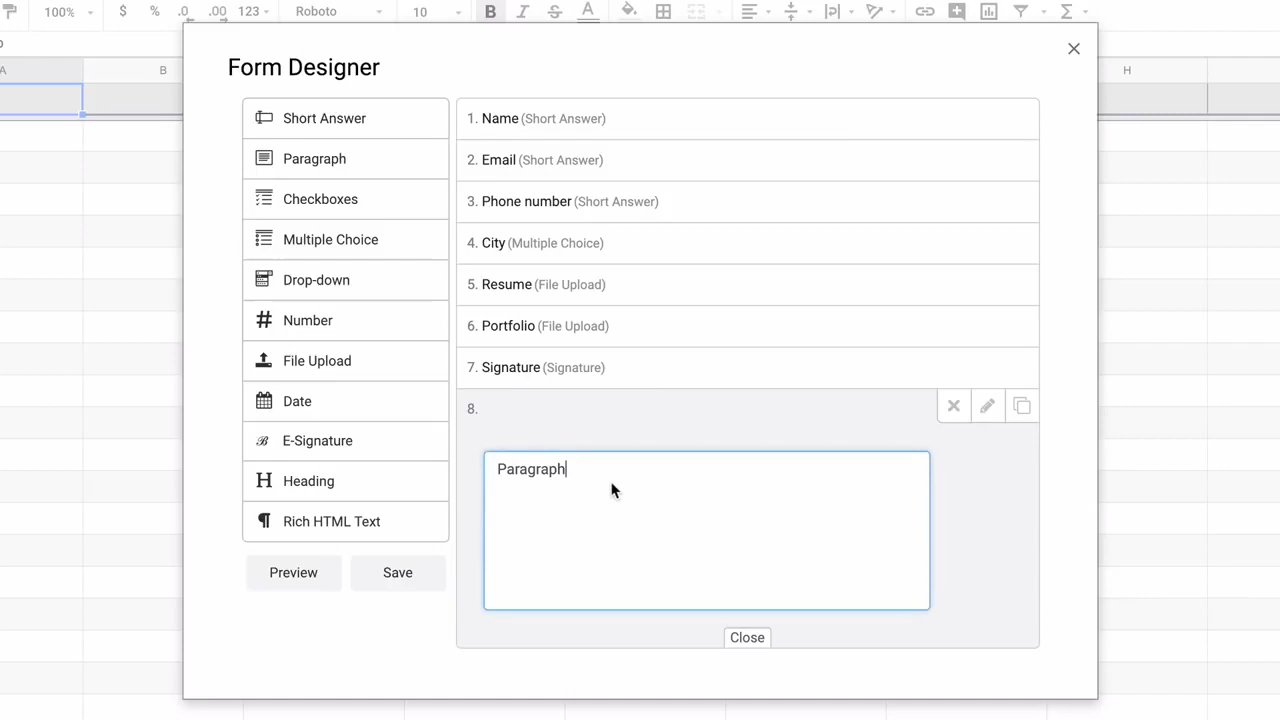 100% $ % .0 .00 123 Roboto 10 B I S A Σ
A B H
Form Designer
Short Answer
Paragraph
Checkboxes
Multiple Choice
Drop-down
Number
File Upload
Date
E-Signature
Heading
Rich HTML Text
Preview Save
1. Name (Short Answer)
2. Email (Short Answer)
3. Phone number (Short Answer)
4. City (Multiple Choice)
5. Resume (File Upload)
6. Portfolio (File Upload)
7. Signature (Signature)
8.
Paragraph
Close